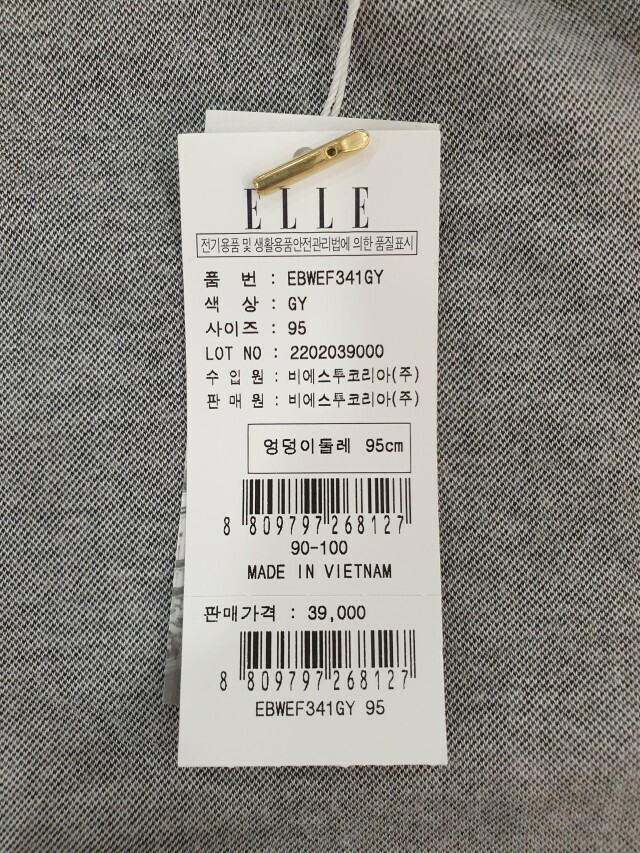 ELLE
전기용품 및 생활용품안전관리법에 의한 품질표시
품 번 : EBWEF341GY
색 상 : GY
사이즈 : 95
LOT NO : 2202039000
수 입 원 : 비에스투코리아(주)
판 매 원 : 비에스투코리아(주)
엉덩이둘레 95cm
8 809797 268127
90-100
MADE IN VIETNAM
판매가격 : 39,000
8 809797 268127
EBWEF341GY 95